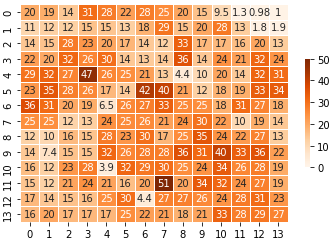 0 20 19 14 31 28 22 28 25 20 15 9.5 1.3 0.98 1
1 11 12 12 15 15 13 18 29 15 20 28 13 1.8 1.9
2 14 15 28 23 20 17 14 12 33 17 17 16 20 13
3 22 20 32 26 30 14 13 14 36 14 24 21 32 24
4 29 32 27 47 26 25 21 13 4.4 10 20 14 32 31
5 23 35 28 26 17 14 42 40 21 12 18 19 33 34
6 36 31 20 19 6.5 26 27 33 25 25 18 31 27 18
7 25 25 12 13 24 25 26 21 24 30 22 10 19 14
8 12 10 16 15 28 23 30 17 25 35 24 22 27 13
9 14 7.4 15 15 32 26 28 28 36 31 40 33 36 22
10 16 12 23 28 3.9 32 29 30 25 24 34 26 28 19
11 15 12 21 24 21 16 20 51 20 34 32 24 27 19
12 17 14 15 16 25 30 4.4 27 27 26 24 28 31 23
13 16 20 17 17 17 25 22 21 18 21 33 28 29 27
0 1 2 3 4 5 6 7 8 9 10 11 12 13
50
40
30
20
10
0